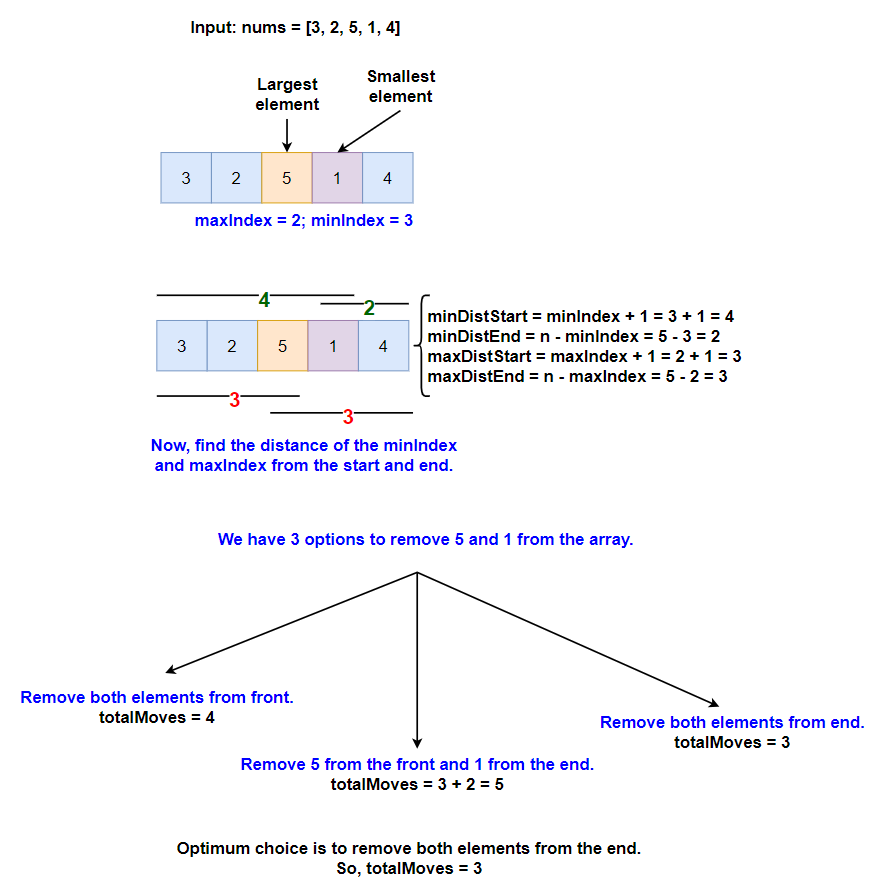 Input: nums = [3, 2, 5, 1, 4]
Largest
element
Smallest
element
3 2 5 1 4
maxIndex = 2; minIndex = 3
4
2
3 2 5 1 4
minDistStart = minIndex + 1 = 3 + 1 = 4
minDistEnd = n - minIndex = 5 - 3 = 2
maxDistStart = maxIndex + 1 = 2 + 1 = 3
maxDistEnd = n - maxIndex = 5 - 2 = 3
3
3
Now, find the distance of the minIndex
and maxIndex from the start and end.
We have 3 options to remove 5 and 1 from the array.
Remove both elements from front.
totalMoves = 4
Remove 5 from the front and 1 from the end.
totalMoves = 3 + 2 = 5
Remove both elements from end.
totalMoves = 3
Optimum choice is to remove both elements from the end.
So, totalMoves = 3